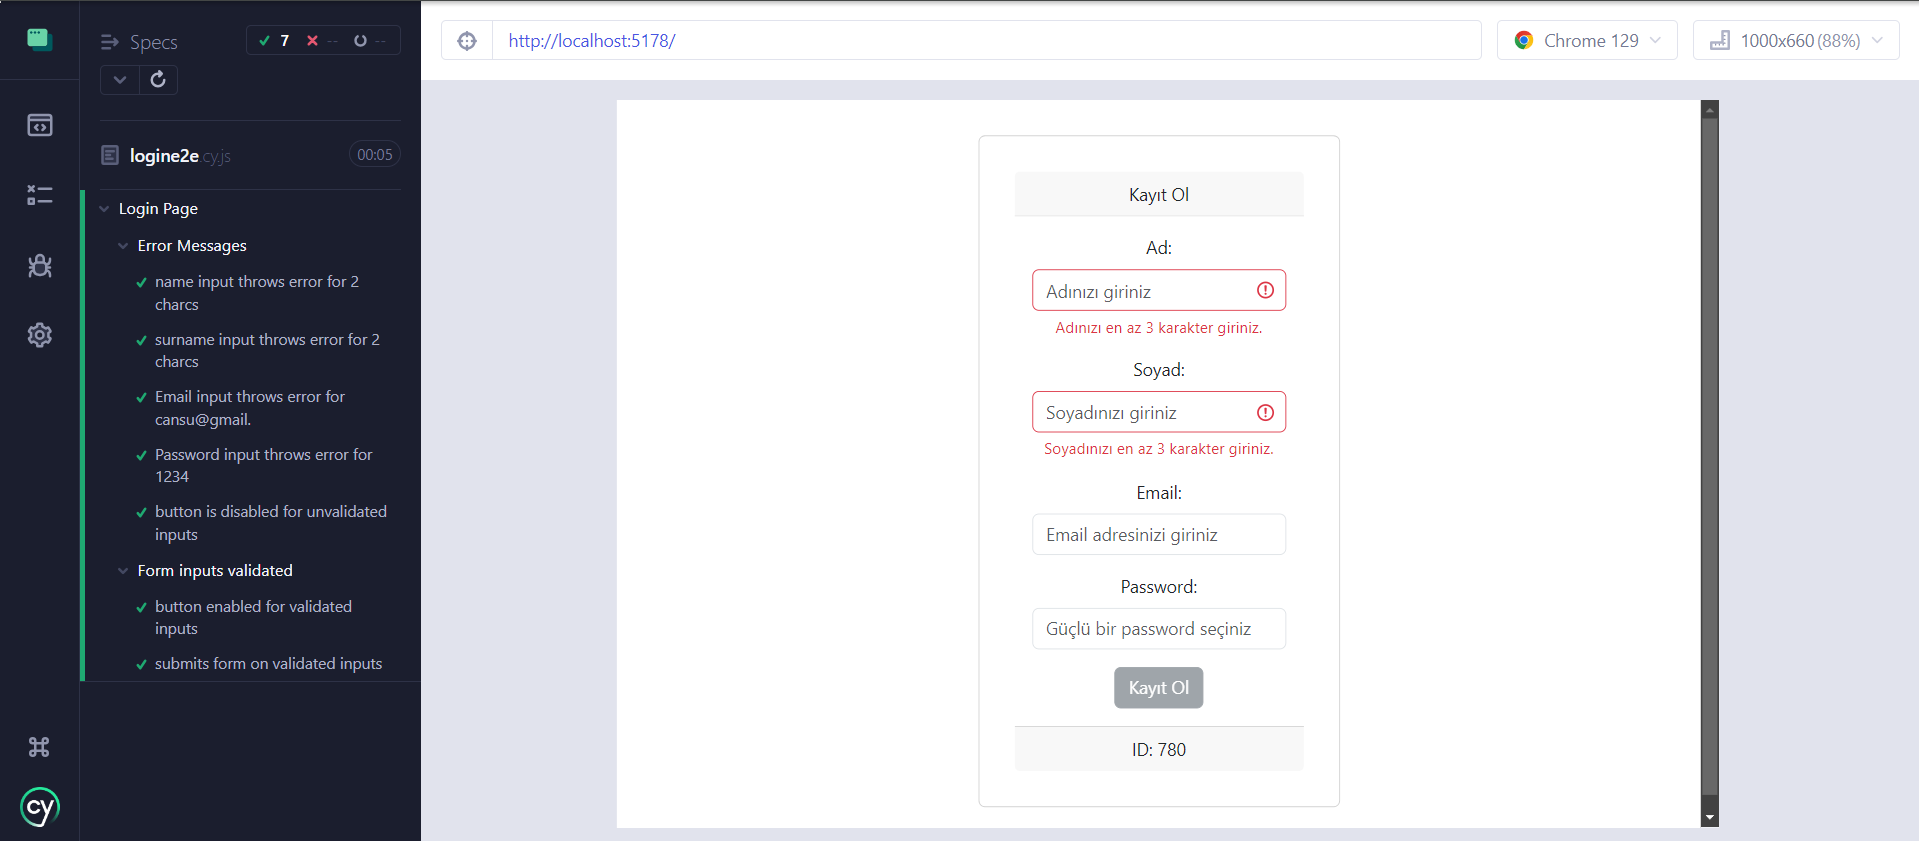 Specs
7 -- --
logine2e.cy.js 00:05
Login Page
Error Messages
name input throws error for 2
charcs
surname input throws error for 2
charcs
Email input throws error for
cansu@gmail.
Password input throws error for
1234
button is disabled for unvalidated
inputs
Form inputs validated
button enabled for validated
inputs
submits form on validated inputs
cy
http://localhost:5178/
Chrome 129
1000x660 (88%)
Kayıt Ol
Ad:
Adınızı giriniz
Adınızı en az 3 karakter giriniz.
Soyad:
Soyadınızı giriniz
Soyadınızı en az 3 karakter giriniz.
Email:
Email adresinizi giriniz
Password:
Güçlü bir password seçiniz
Kayıt Ol
ID: 780